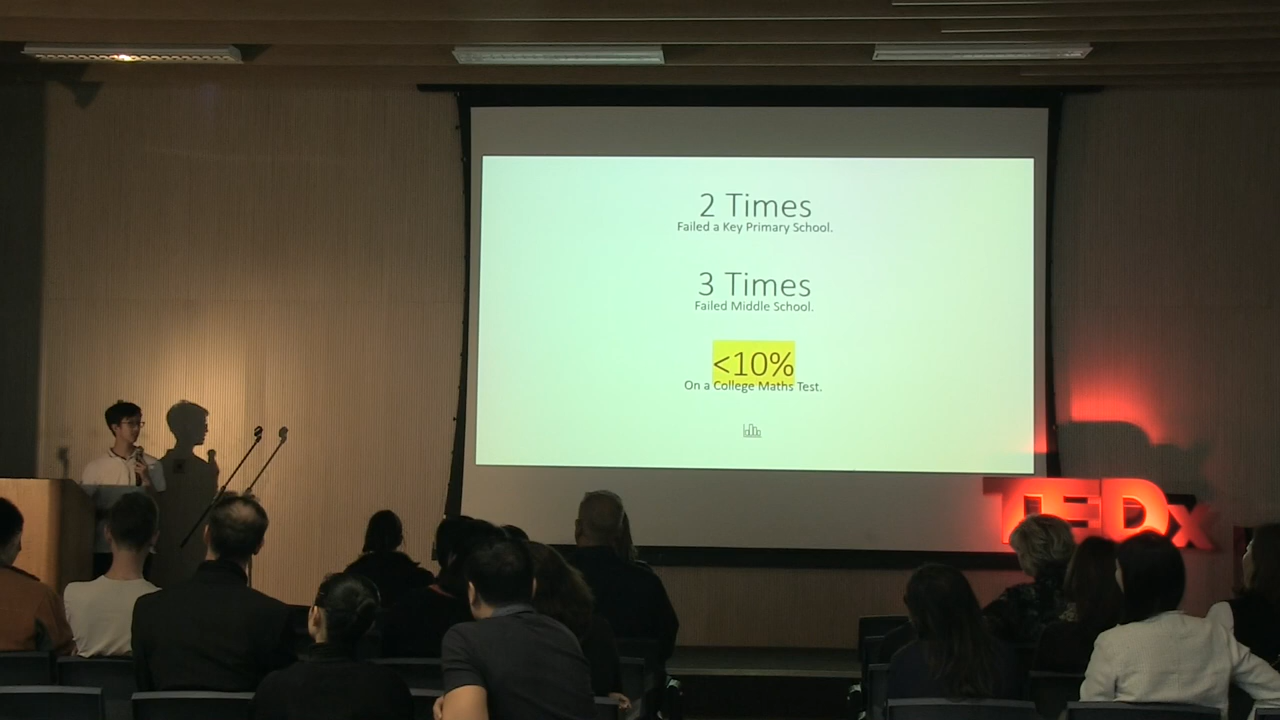 2 Times
Failed a Key Primary School.
3 Times
Failed Middle School.
<10%
On a College Maths Test.
TEDx